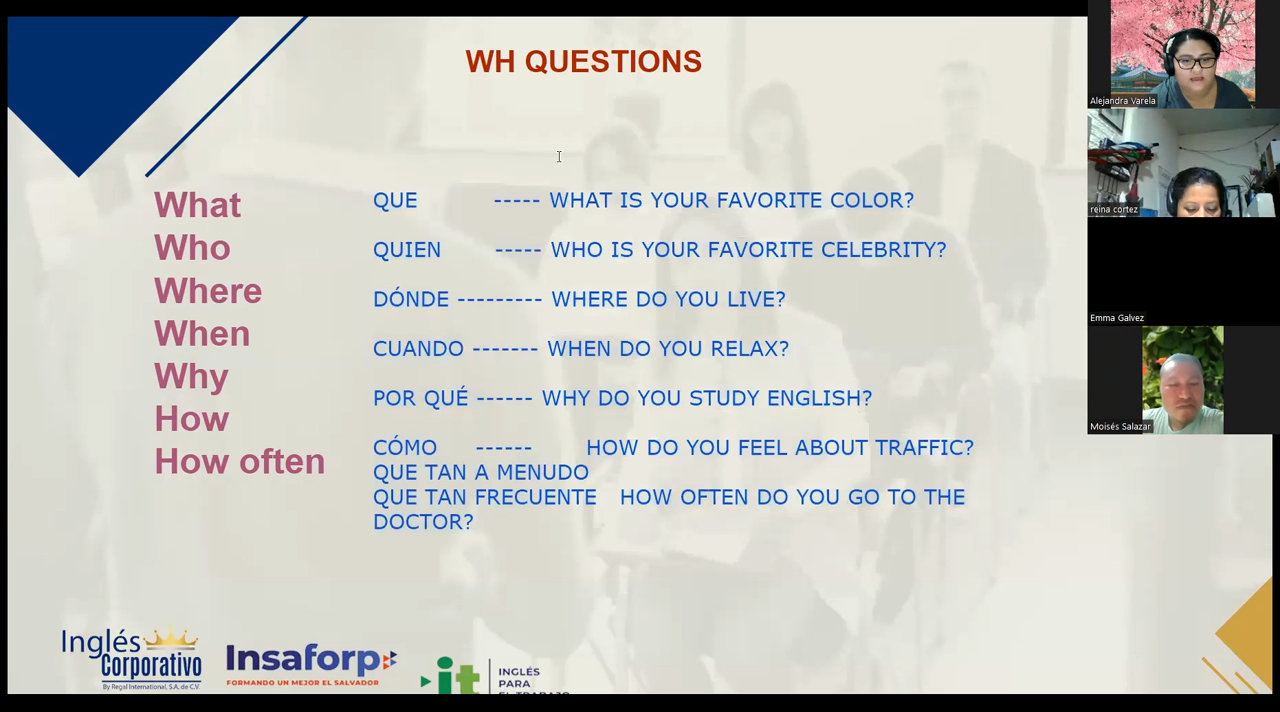 WH QUESTIONS
What
Who
Where
When
Why
How
How often
QUE ----- WHAT IS YOUR FAVORITE COLOR?
QUIEN ----- WHO IS YOUR FAVORITE CELEBRITY?
DÓNDE --------- WHERE DO YOU LIVE?
CUANDO ------- WHEN DO YOU RELAX?
POR QUÉ ------ WHY DO YOU STUDY ENGLISH?
CÓMO ------ HOW DO YOU FEEL ABOUT TRAFFIC?
QUE TAN A MENUDO
QUE TAN FRECUENTE HOW OFTEN DO YOU GO TO THE
DOCTOR?
Alejandra Varela
reina cortez
Emma Galvez
Moisés Salazar
Inglés
Corporativo
By Regal International, S.A. de C.V.
Insaforp
FORMANDO UN MEJOR EL SALVADOR
it
INGLÉS
PARA
EL TRABAJO